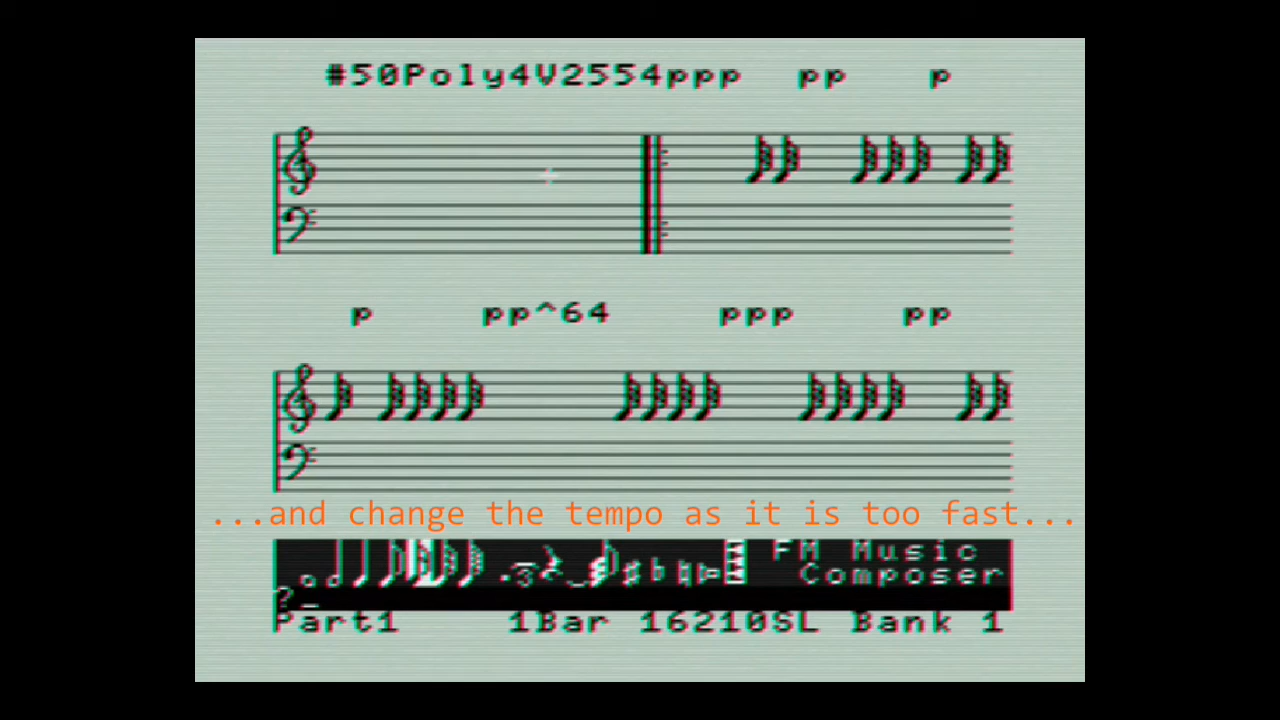 #50Poly4V2554ppp pp p
p pp^64 ppp pp
...and change the tempo as it is too fast...
FM Music
Composer
?_
Part1 1Bar 16210SL Bank 1